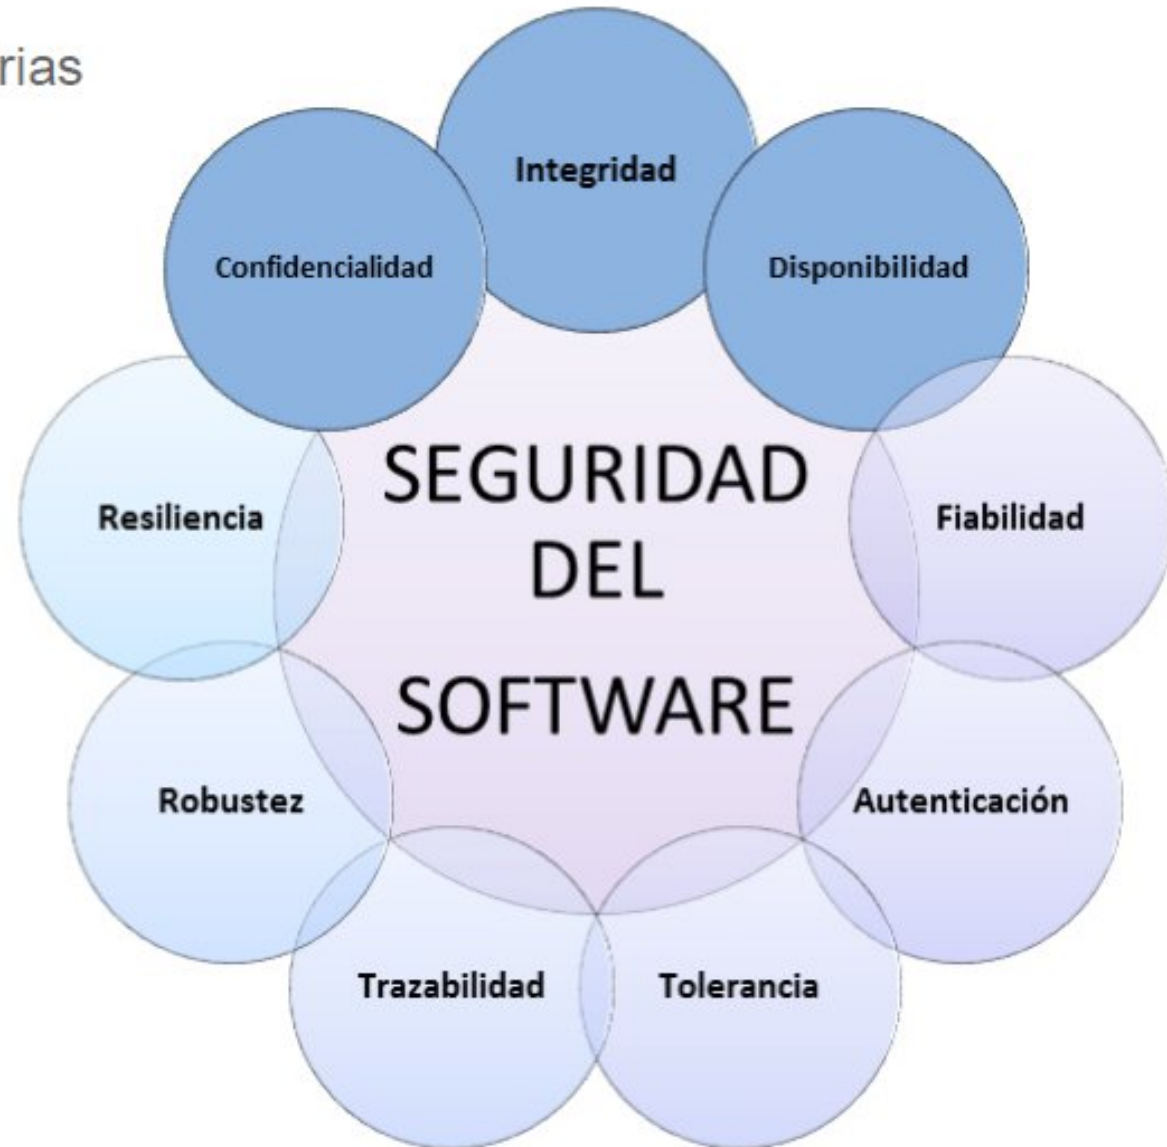 rias
Integridad
Confidencialidad
Disponibilidad
SEGURIDAD
DEL
SOFTWARE
Resiliencia
Fiabilidad
Robustez
Autenticación
Trazabilidad
Tolerancia